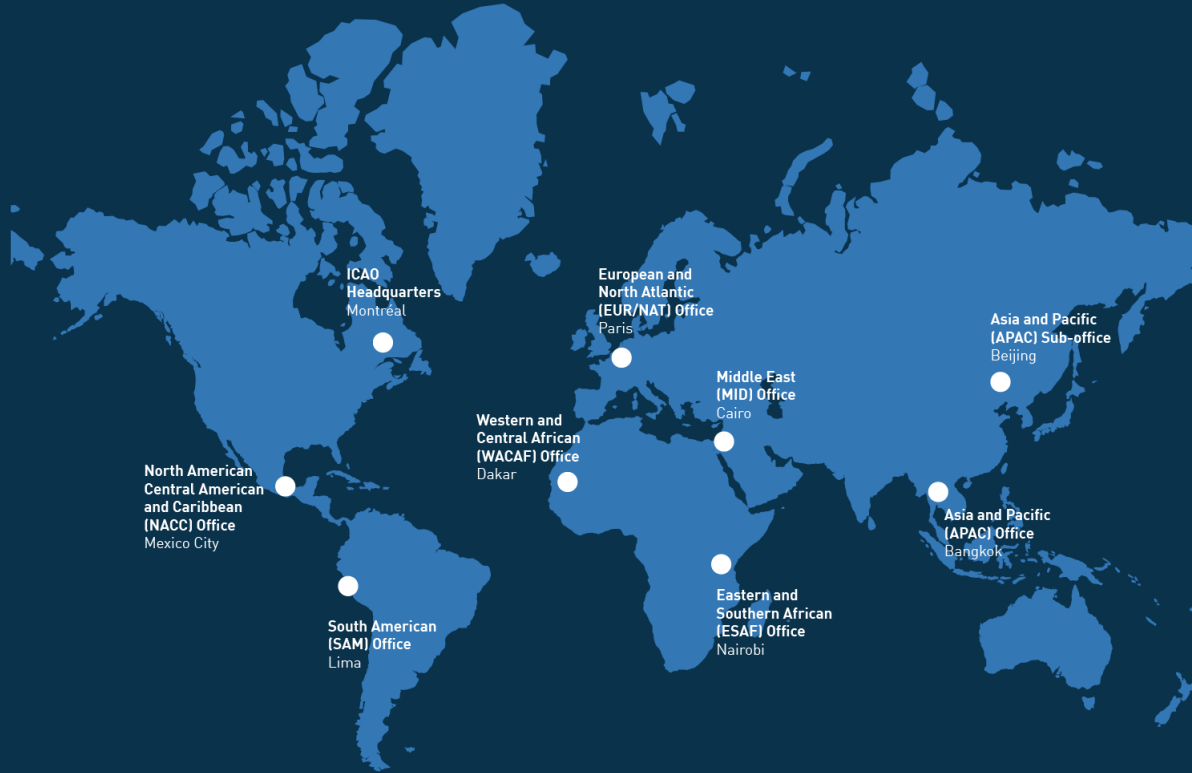 ICAO
Headquarters
Montréal
European and
North Atlantic
(EUR/NAT) Office
Paris
Asia and Pacific
(APAC) Sub-office
Beijing
Middle East
(MID) Office
Cairo
Western and
Central African
(WACAF) Office
Dakar
North American
Central American
and Caribbean
(NACC) Office
Mexico City
Asia and Pacific
(APAC) Office
Bangkok
Eastern and
Southern African
(ESAF) Office
Nairobi
South American
(SAM) Office
Lima